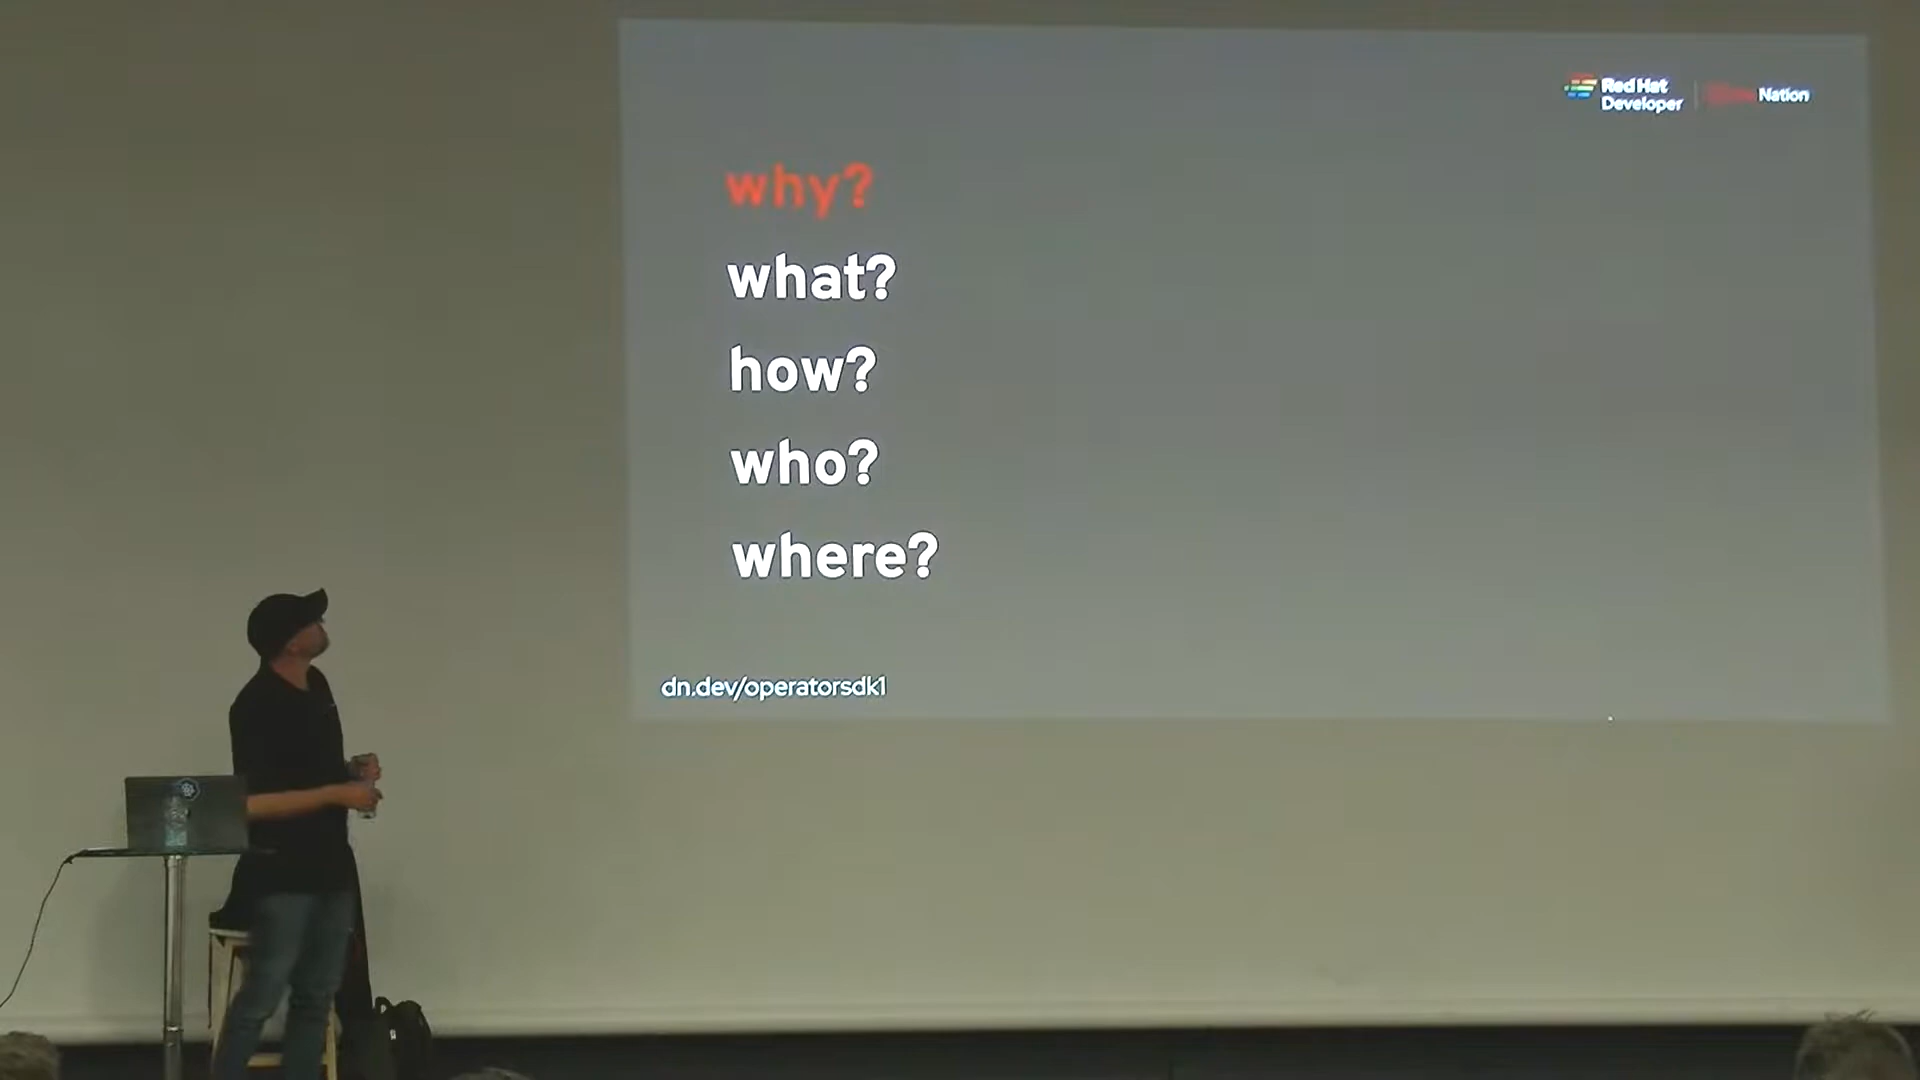 Red Hat
Developer
Nation
why?
what?
how?
who?
where?
dn.dev/operatorsdk1